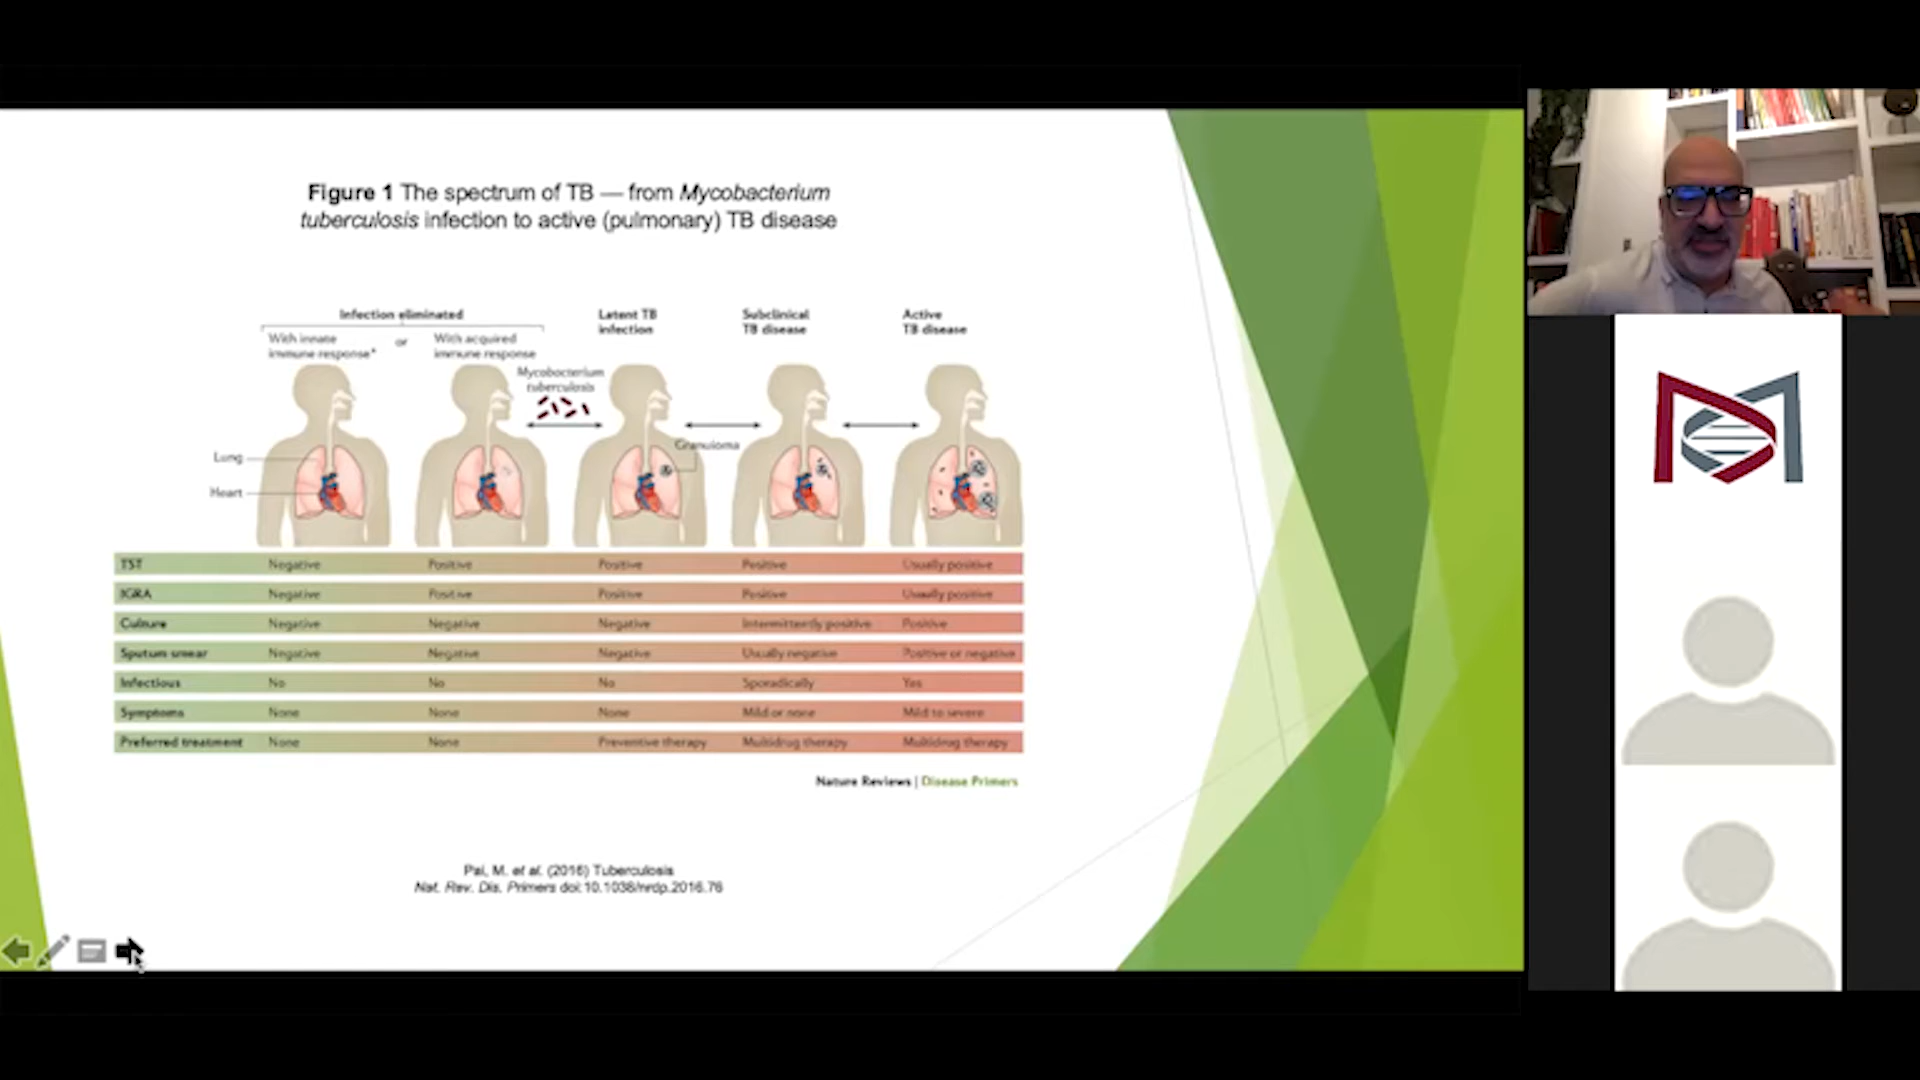 Figure 1 The spectrum of TB — from Mycobacterium
tuberculosis infection to active (pulmonary) TB disease
Infection eliminated
With innate
immune response*
or
With acquired
immune response
Latent TB
infection
Subclinical
TB disease
Active
TB disease
Mycobacterium
tuberculosis
Granuloma
Lung
Heart
TST Negative Positive Positive Positive Usually positive
IGRA Negative Positive Positive Positive Usually positive
Culture Negative Negative Negative Intermittently positive Positive
Sputum smear Negative Negative Negative Usually negative Positive or negative
Infectious No No No Sporadically Yes
Symptoms None None None Mild or none Mild to severe
Preferred treatment None None Preventive therapy Multidrug therapy Multidrug therapy
Nature Reviews | Disease Primers
Pai, M. et al. (2016) Tuberculosis
Nat. Rev. Dis. Primers doi:10.1038/nrdp.2016.76